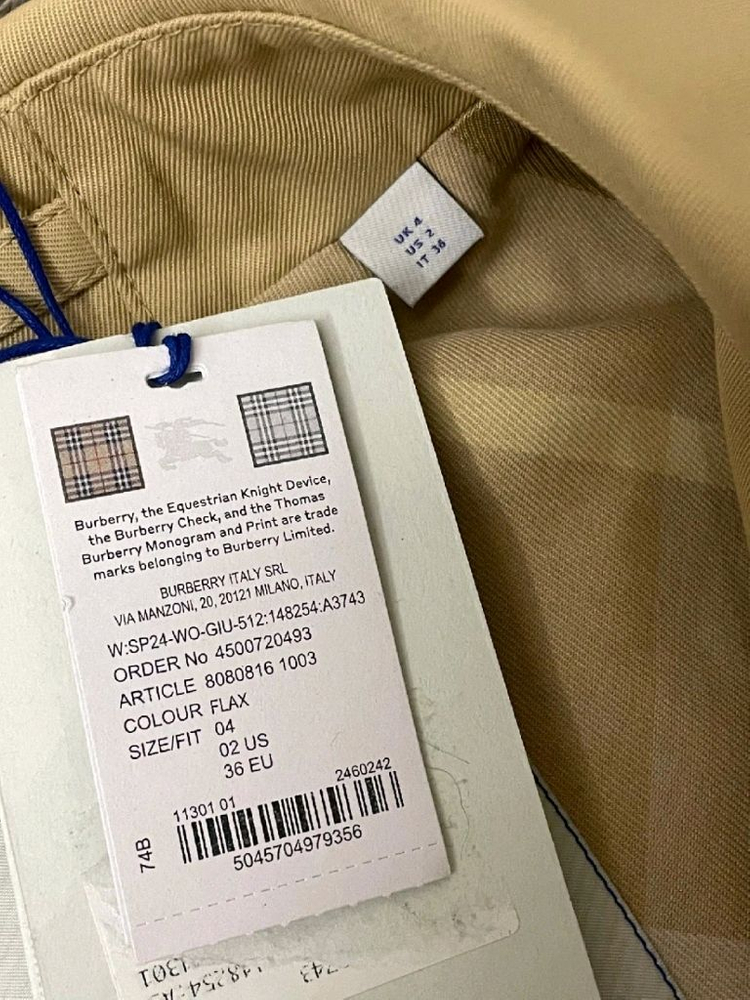 UK 4
US 2
IT 36
Burberry, the Equestrian Knight Device,
the Burberry Check, and the Thomas
Burberry Monogram and Print are trade
marks belonging to Burberry Limited.
BURBERRY ITALY SRL
VIA MANZONI, 20, 20121 MILANO, ITALY
W:SP24-WO-GIU-512:148254:A3743
ORDER No 4500720493
ARTICLE 8080816 1003
COLOUR FLAX
SIZE/FIT 04
02 US
36 EU
11301 01 2460242
74B
5045704979356